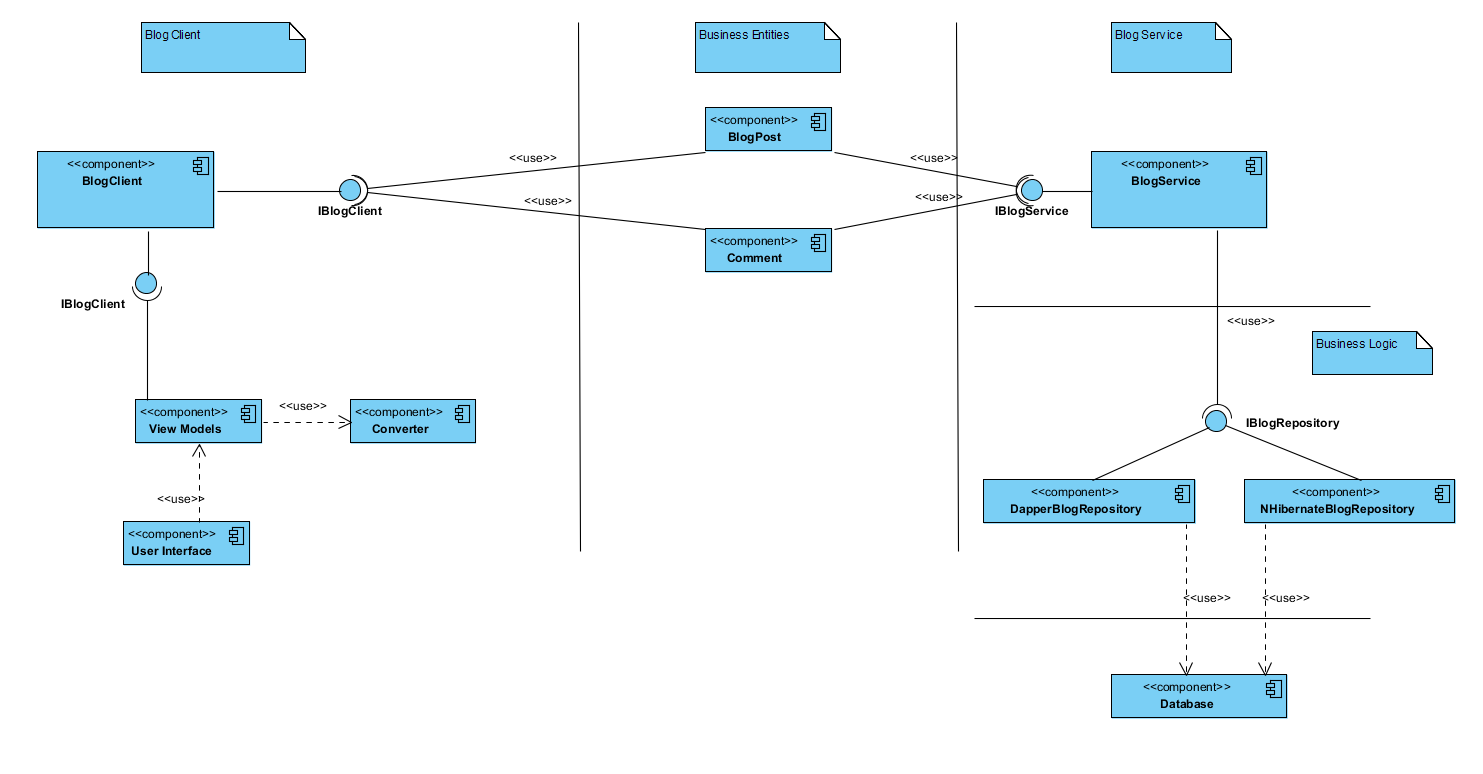 Blog Client
Business Entities
Blog Service
<<component>>
BlogPost
<<component>>
BlogClient
<<use>>
<<use>>
<<component>>
BlogService
IBlogClient
<<use>>
<<use>>
IBlogService
<<component>>
Comment
IBlogClient
<<use>>
Business Logic
<<component>>
View Models
<<use>>
<<component>>
Converter
IBlogRepository
<<use>>
<<component>>
DapperBlogRepository
<<component>>
NHibernateBlogRepository
<<component>>
User Interface
<<use>>
<<use>>
<<component>>
Database